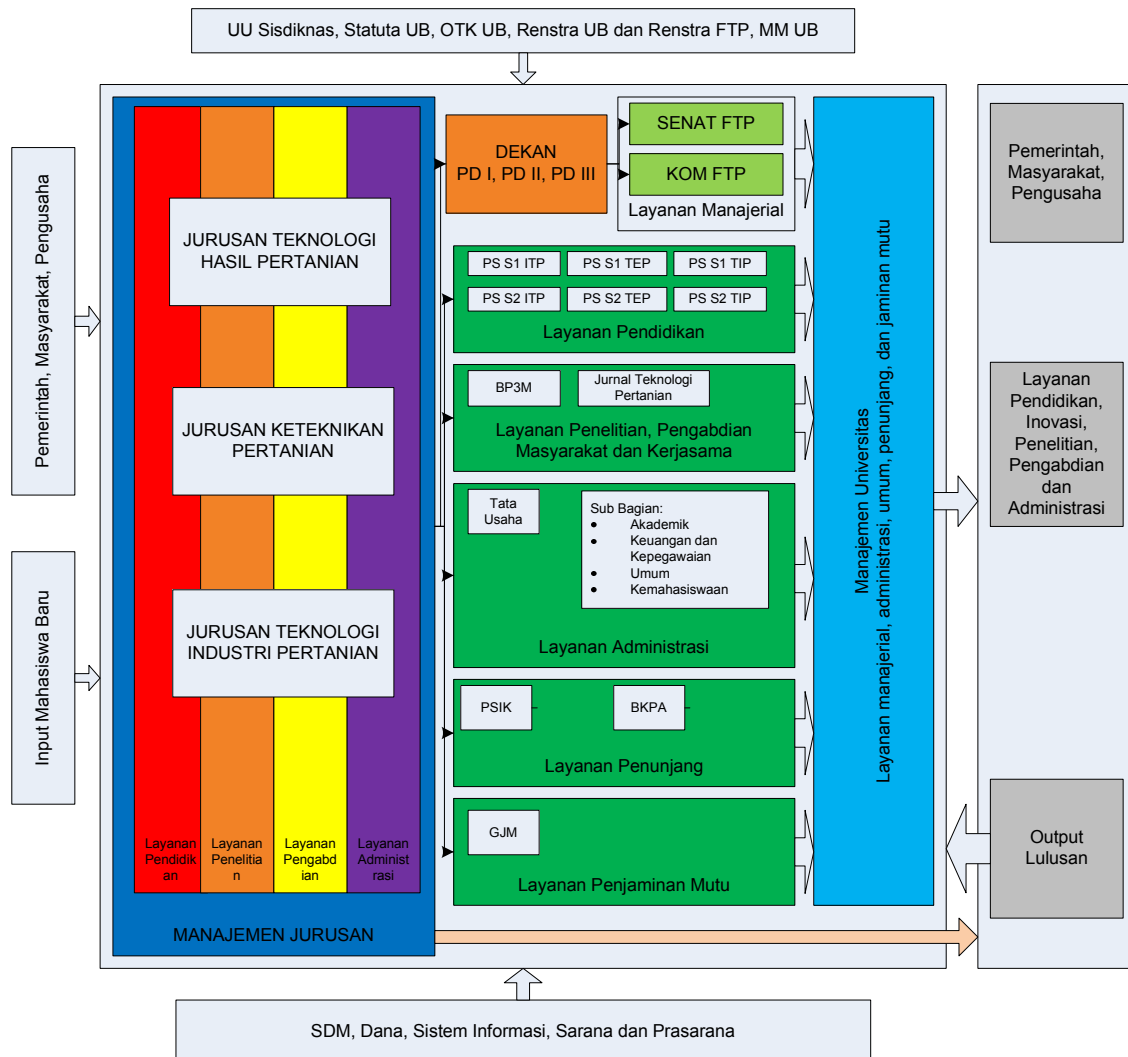 UU Sisdiknas, Statuta UB, OTK UB, Renstra UB dan Renstra FTP, MM UB
Pemerintah, Masyarakat, Pengusaha
Input Mahasiswa Baru
JURUSAN TEKNOLOGI
HASIL PERTANIAN
JURUSAN KETEKNIKAN
PERTANIAN
JURUSAN TEKNOLOGI
INDUSTRI PERTANIAN
Layanan
Pendidik
an
Layanan
Penelitia
n
Layanan
Pengabd
ian
Layanan
Administ
rasi
MANAJEMEN JURUSAN
DEKAN
PD I, PD II, PD III
SENAT FTP
KOM FTP
Layanan Manajerial
PS S1 ITP
PS S1 TEP
PS S1 TIP
PS S2 ITP
PS S2 TEP
PS S2 TIP
Layanan Pendidikan
BP3M
Jurnal Teknologi
Pertanian
Layanan Penelitian, Pengabdian
Masyarakat dan Kerjasama
Tata
Usaha
Sub Bagian:
• Akademik
• Keuangan dan
Kepegawaian
• Umum
• Kemahasiswaan
Layanan Administrasi
PSIK
BKPA
Layanan Penunjang
GJM
Layanan Penjaminan Mutu
Manajemen Universitas
Layanan manajerial, administrasi, umum, penunjang, dan jaminan mutu
Pemerintah,
Masyarakat,
Pengusaha
Layanan
Pendidikan,
Inovasi,
Penelitian,
Pengabdian
dan
Administrasi
Output
Lulusan
SDM, Dana, Sistem Informasi, Sarana dan Prasarana